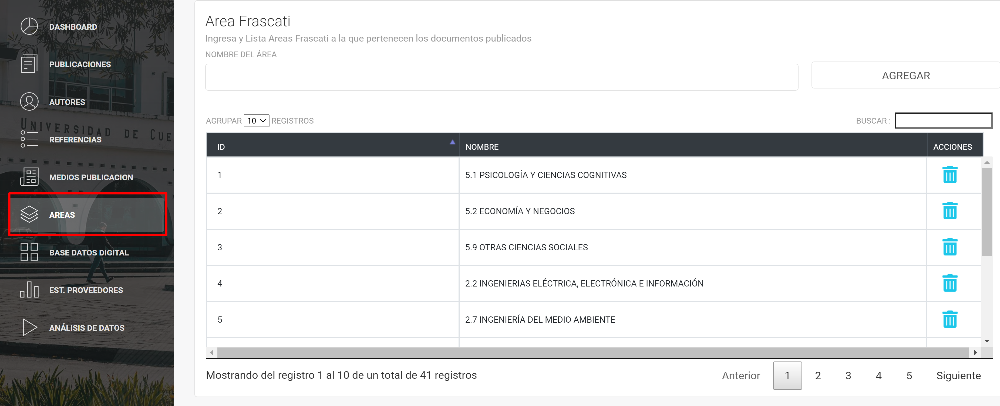 DASHBOARD
PUBLICACIONES
AUTORES
UNIVERSIDAD DE CUE
REFERENCIAS
MEDIOS PUBLICACION
AREAS
BASE DATOS DIGITAL
EST. PROVEEDORES
ANÁLISIS DE DATOS
Area Frascati
Ingresa y Lista Areas Frascati a la que pertenecen los documentos publicados
NOMBRE DEL ÁREA
AGREGAR
AGRUPAR 10 REGISTROS
BUSCAR :
ID NOMBRE ACCIONES
1 5.1 PSICOLOGÍA Y CIENCIAS COGNITIVAS
2 5.2 ECONOMÍA Y NEGOCIOS
3 5.9 OTRAS CIENCIAS SOCIALES
4 2.2 INGENIERIAS ELÉCTRICA, ELECTRÓNICA E INFORMACIÓN
5 2.7 INGENIERÍA DEL MEDIO AMBIENTE
Mostrando del registro 1 al 10 de un total de 41 registros
Anterior 1 2 3 4 5 Siguiente